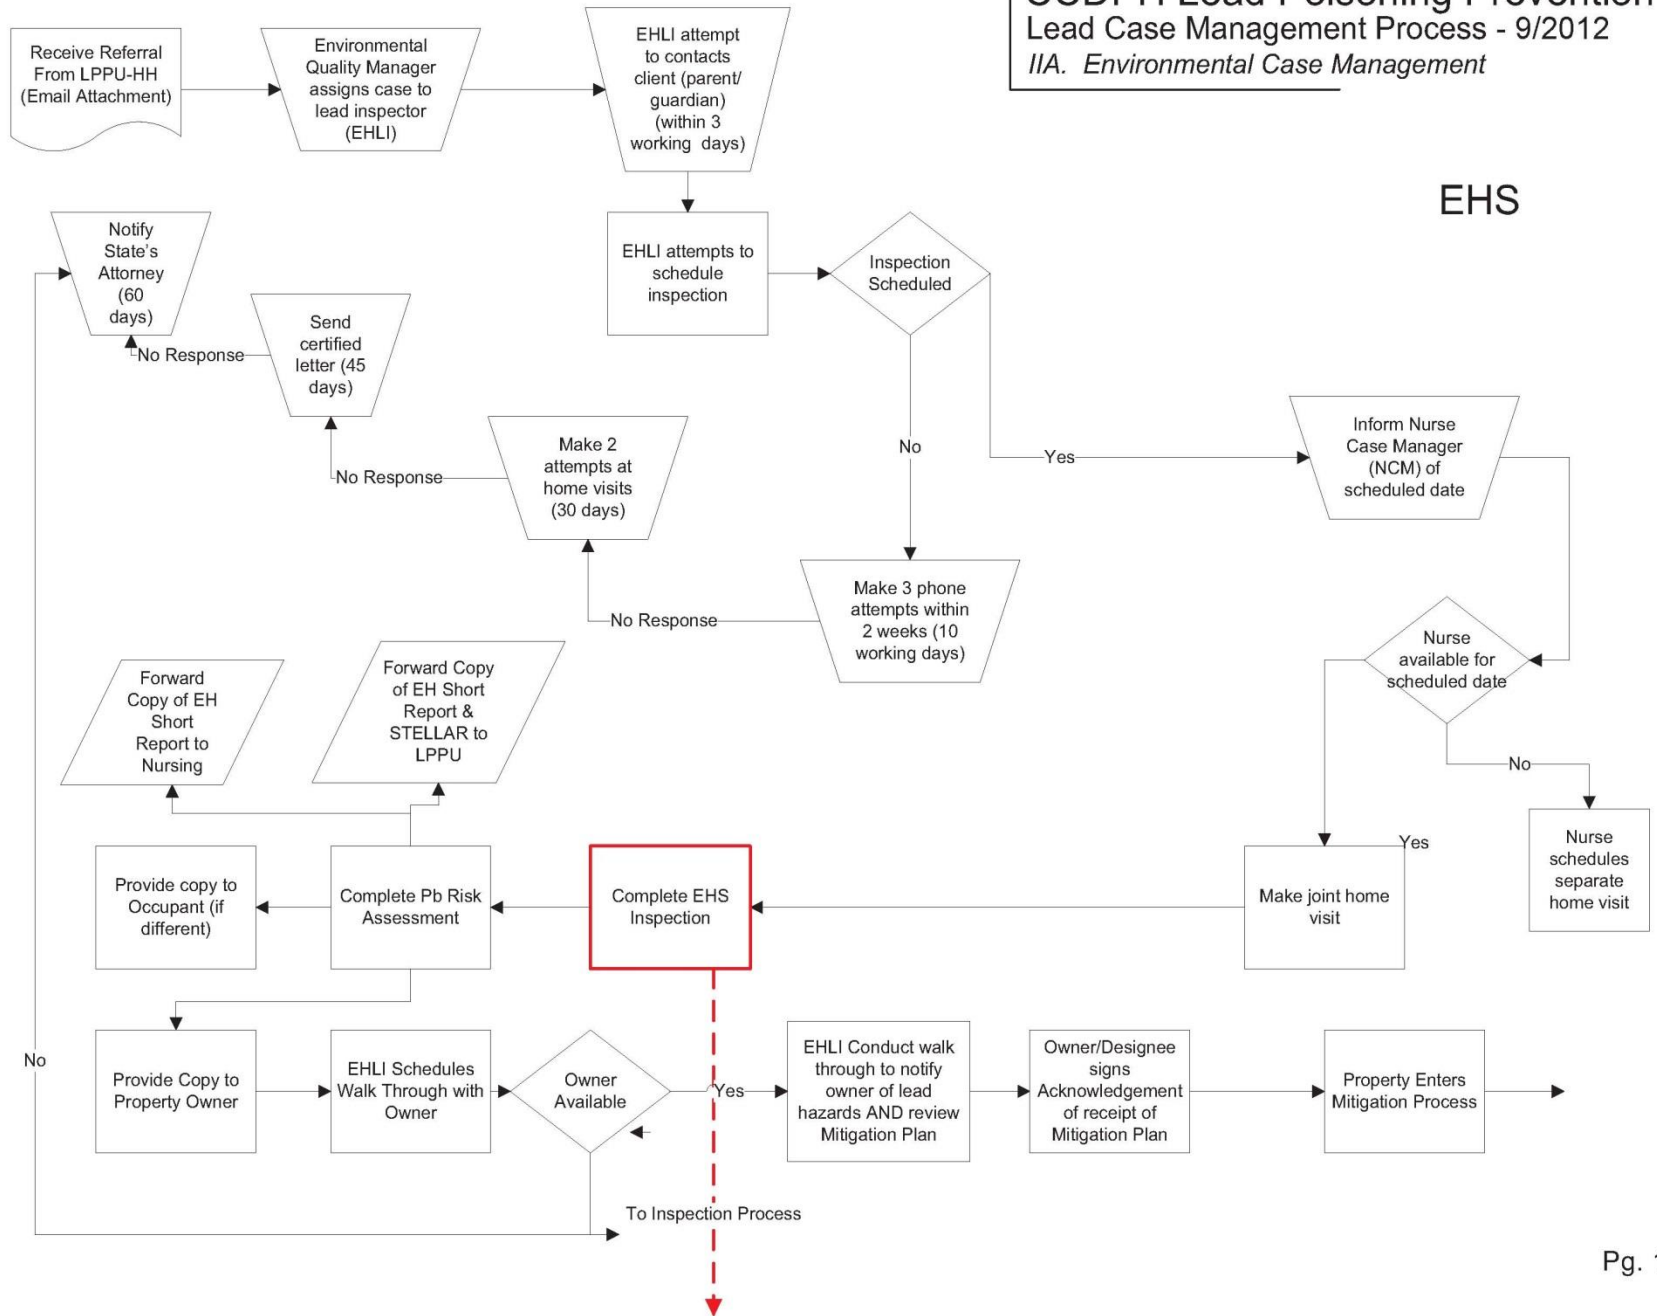 Lead Case Management Process - 9/2012
IIA. Environmental Case Management
EHS
Receive Referral
From LPPU-HH
(Email Attachment)
Environmental
Quality Manager
assigns case to
lead inspector
(EHLI)
EHLI attempt
to contacts
client (parent/
guardian)
(within 3
working days)
EHLI attempts to
schedule
inspection
Inspection
Scheduled
Notify
State's
Attorney
(60
days)
No Response
Send
certified
letter (45
days)
No Response
Make 2
attempts at
home visits
(30 days)
No Response
Make 3 phone
attempts within
2 weeks (10
working days)
No
Yes
Inform Nurse
Case Manager
(NCM) of
scheduled date
Nurse
available for
scheduled date
No
Yes
Nurse
schedules
separate
home visit
Make joint home
visit
Forward
Copy of EH
Short
Report to
Nursing
Forward Copy
of EH Short
Report &
STELLAR to
LPPU
Provide copy to
Occupant (if
different)
Complete Pb Risk
Assessment
Complete EHS
Inspection
No
Provide Copy to
Property Owner
EHLI Schedules
Walk Through with
Owner
Owner
Available
Yes
EHLI Conduct walk
through to notify
owner of lead
hazards AND review
Mitigation Plan
Owner/Designee
signs
Acknowledgement
of receipt of
Mitigation Plan
Property Enters
Mitigation Process
To Inspection Process
Pg.